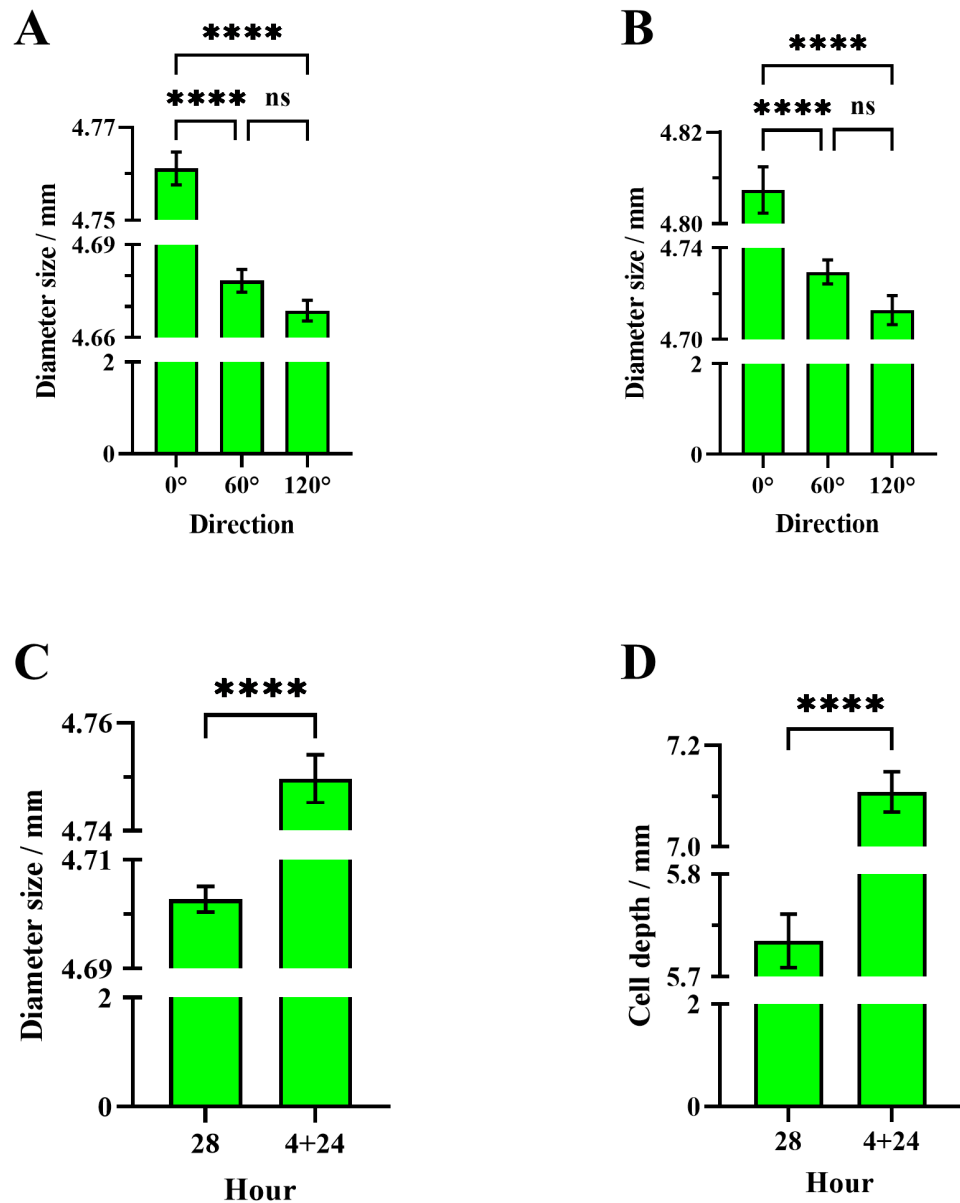 A
****
**** ns
4.77
4.75
4.69
4.66
2
0
Diameter size / mm
0° 60° 120°
Direction
B
****
**** ns
4.82
4.80
4.74
4.70
2
0
Diameter size / mm
0° 60° 120°
Direction
C
****
4.76
4.74
4.71
4.69
2
0
Diameter size / mm
28 4+24
Hour
D
****
7.2
7.0
5.8
5.7
2
0
Cell depth / mm
28 4+24
Hour